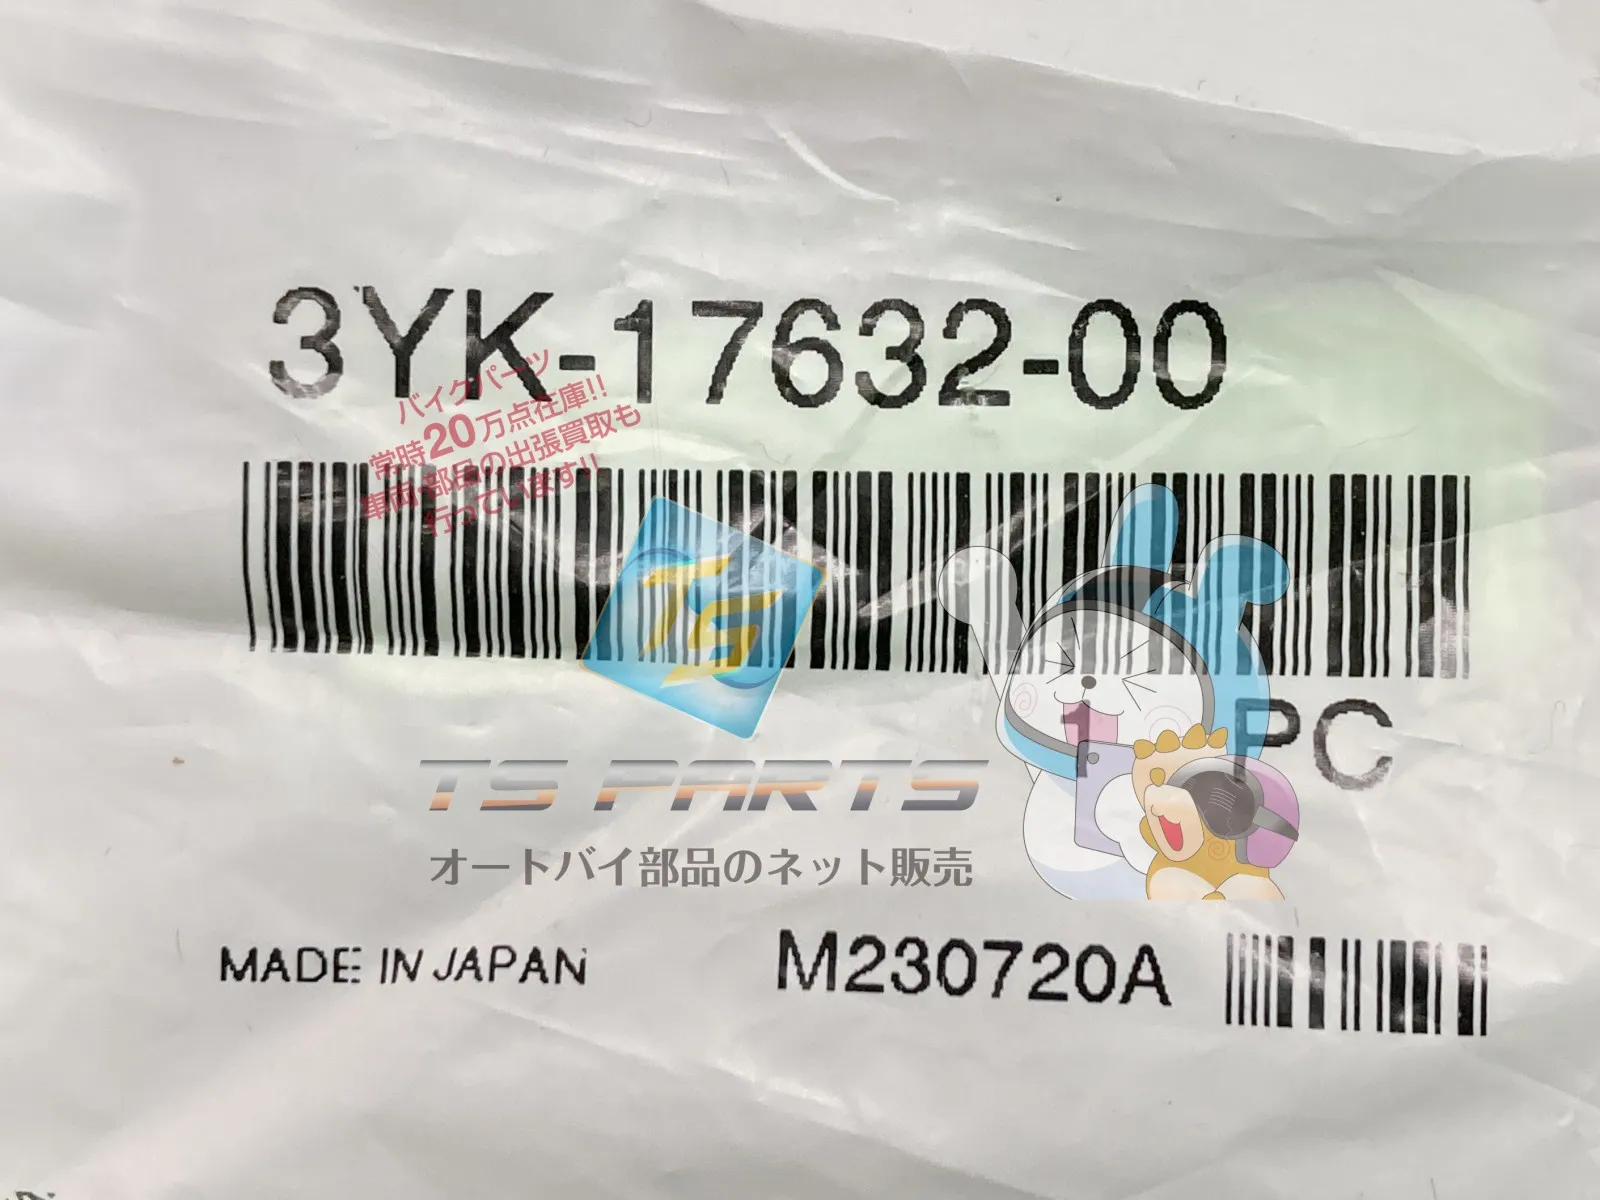 3YK-17632-00
バイクパーツ
常時20万点在庫!!
車両・部品の出張買取も
行っています!!
TS
1 PC
TS PARTS
オートバイ部品のネット販売
MADE IN JAPAN
M230720A